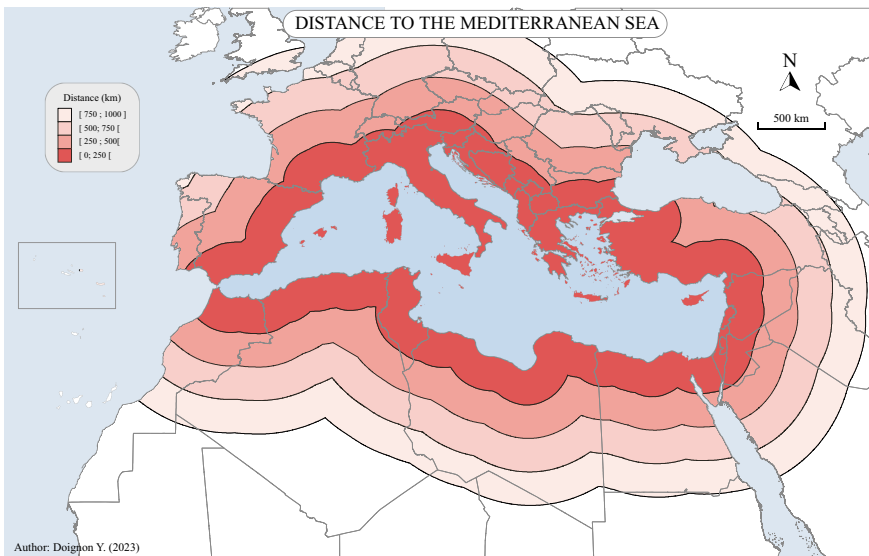 DISTANCE TO THE MEDITERRANEAN SEA
N
500 km
Distance (km)
[ 750 ; 1000 ]
[ 500; 750 [
[ 250 ; 500[
[ 0; 250 [
Author: Doignon Y. (2023)